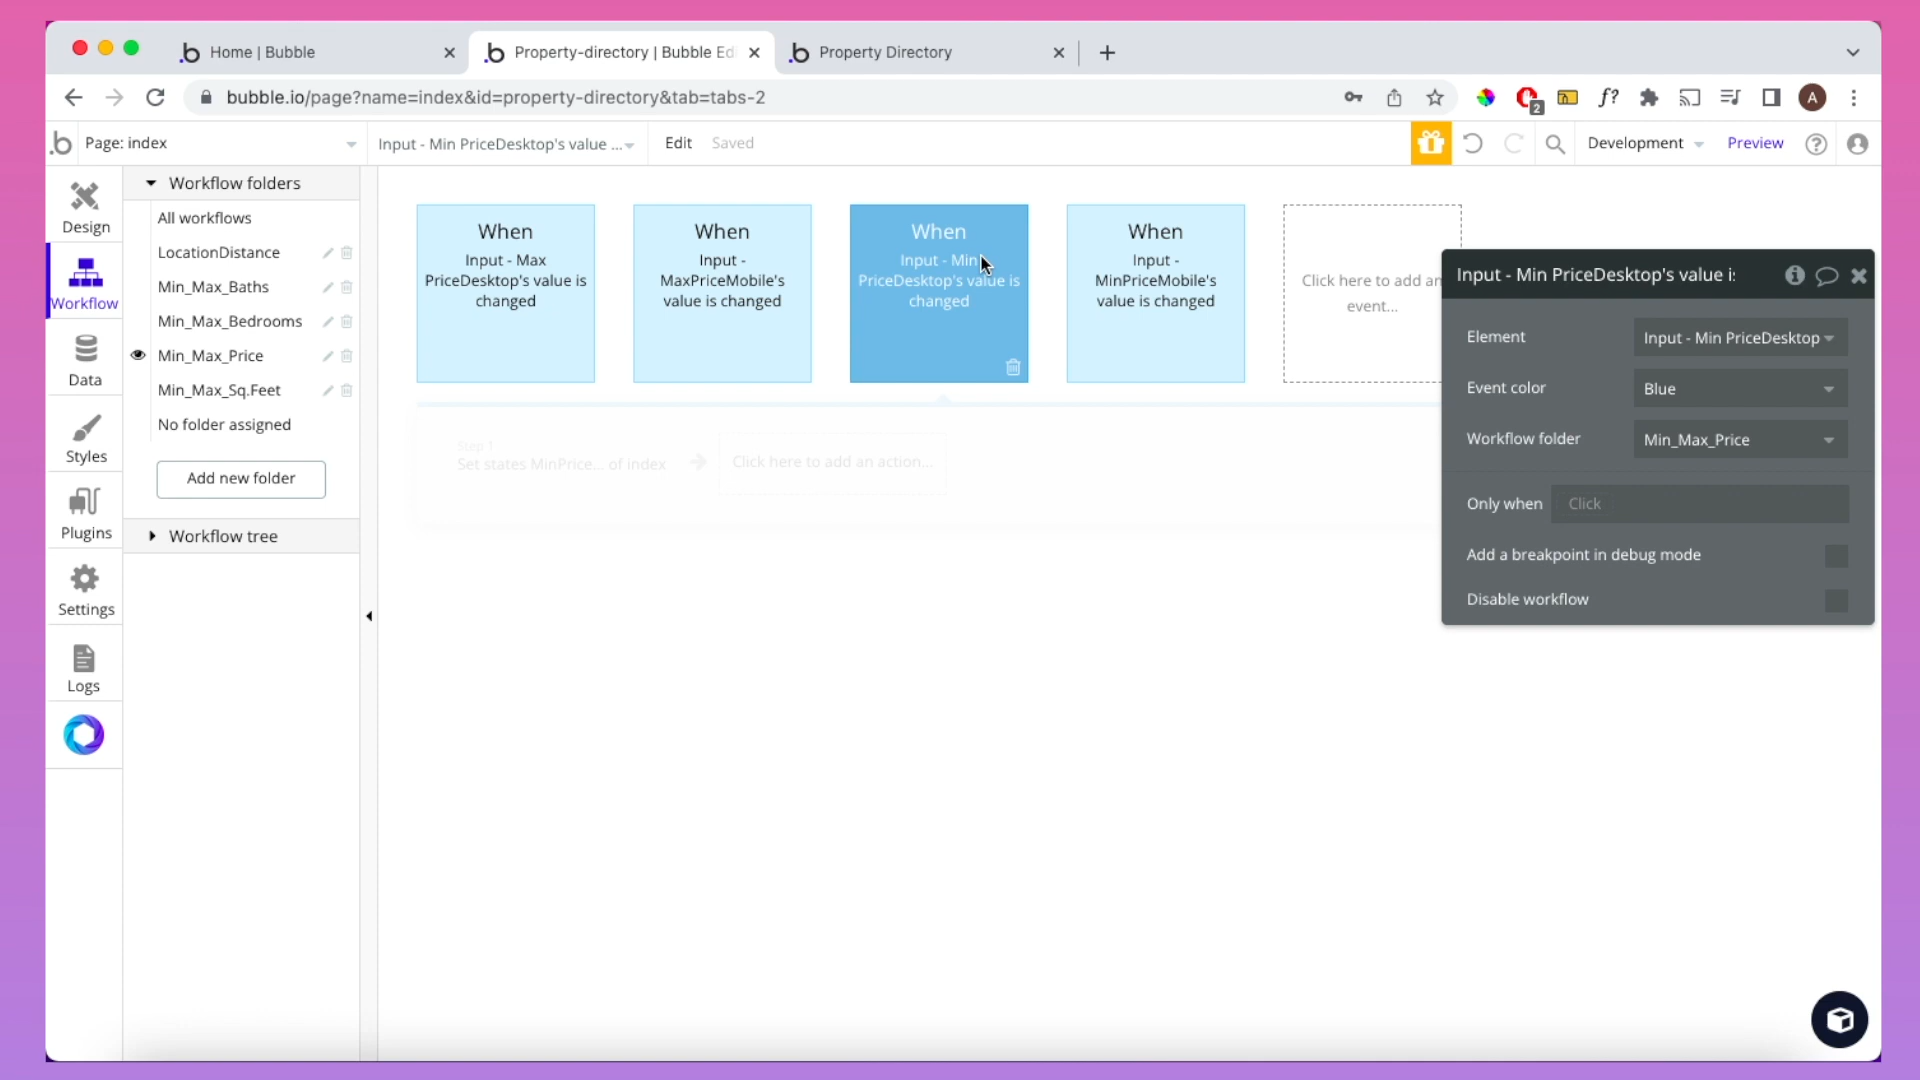 Home | Bubble
Property-directory | Bubble Ed
Property Directory
bubble.io/page?name=index&id=property-directory&tab=tabs-2
2
f?
A
.b
Page: index
Input - Min PriceDesktop's value ...
Edit
Saved
Development
Preview
Design
Workflow
Data
Styles
Plugins
Settings
Logs
Workflow folders
All workflows
LocationDistance
Min_Max_Baths
Min_Max_Bedrooms
Min_Max_Price
Min_Max_Sq.Feet
No folder assigned
Add new folder
Workflow tree
When
Input - Max
PriceDesktop's value is
changed
When
Input -
MaxPriceMobile's
value is changed
When
Input - Min
PriceDesktop's value is
changed
When
Input -
MinPriceMobile's
value is changed
Click here to add an
event...
Step 1
Set states MinPrice... of index
Click here to add an action...
Input - Min PriceDesktop's value is
Element
Input - Min PriceDesktop
Event color
Blue
Workflow folder
Min_Max_Price
Only when
Click
Add a breakpoint in debug mode
Disable workflow